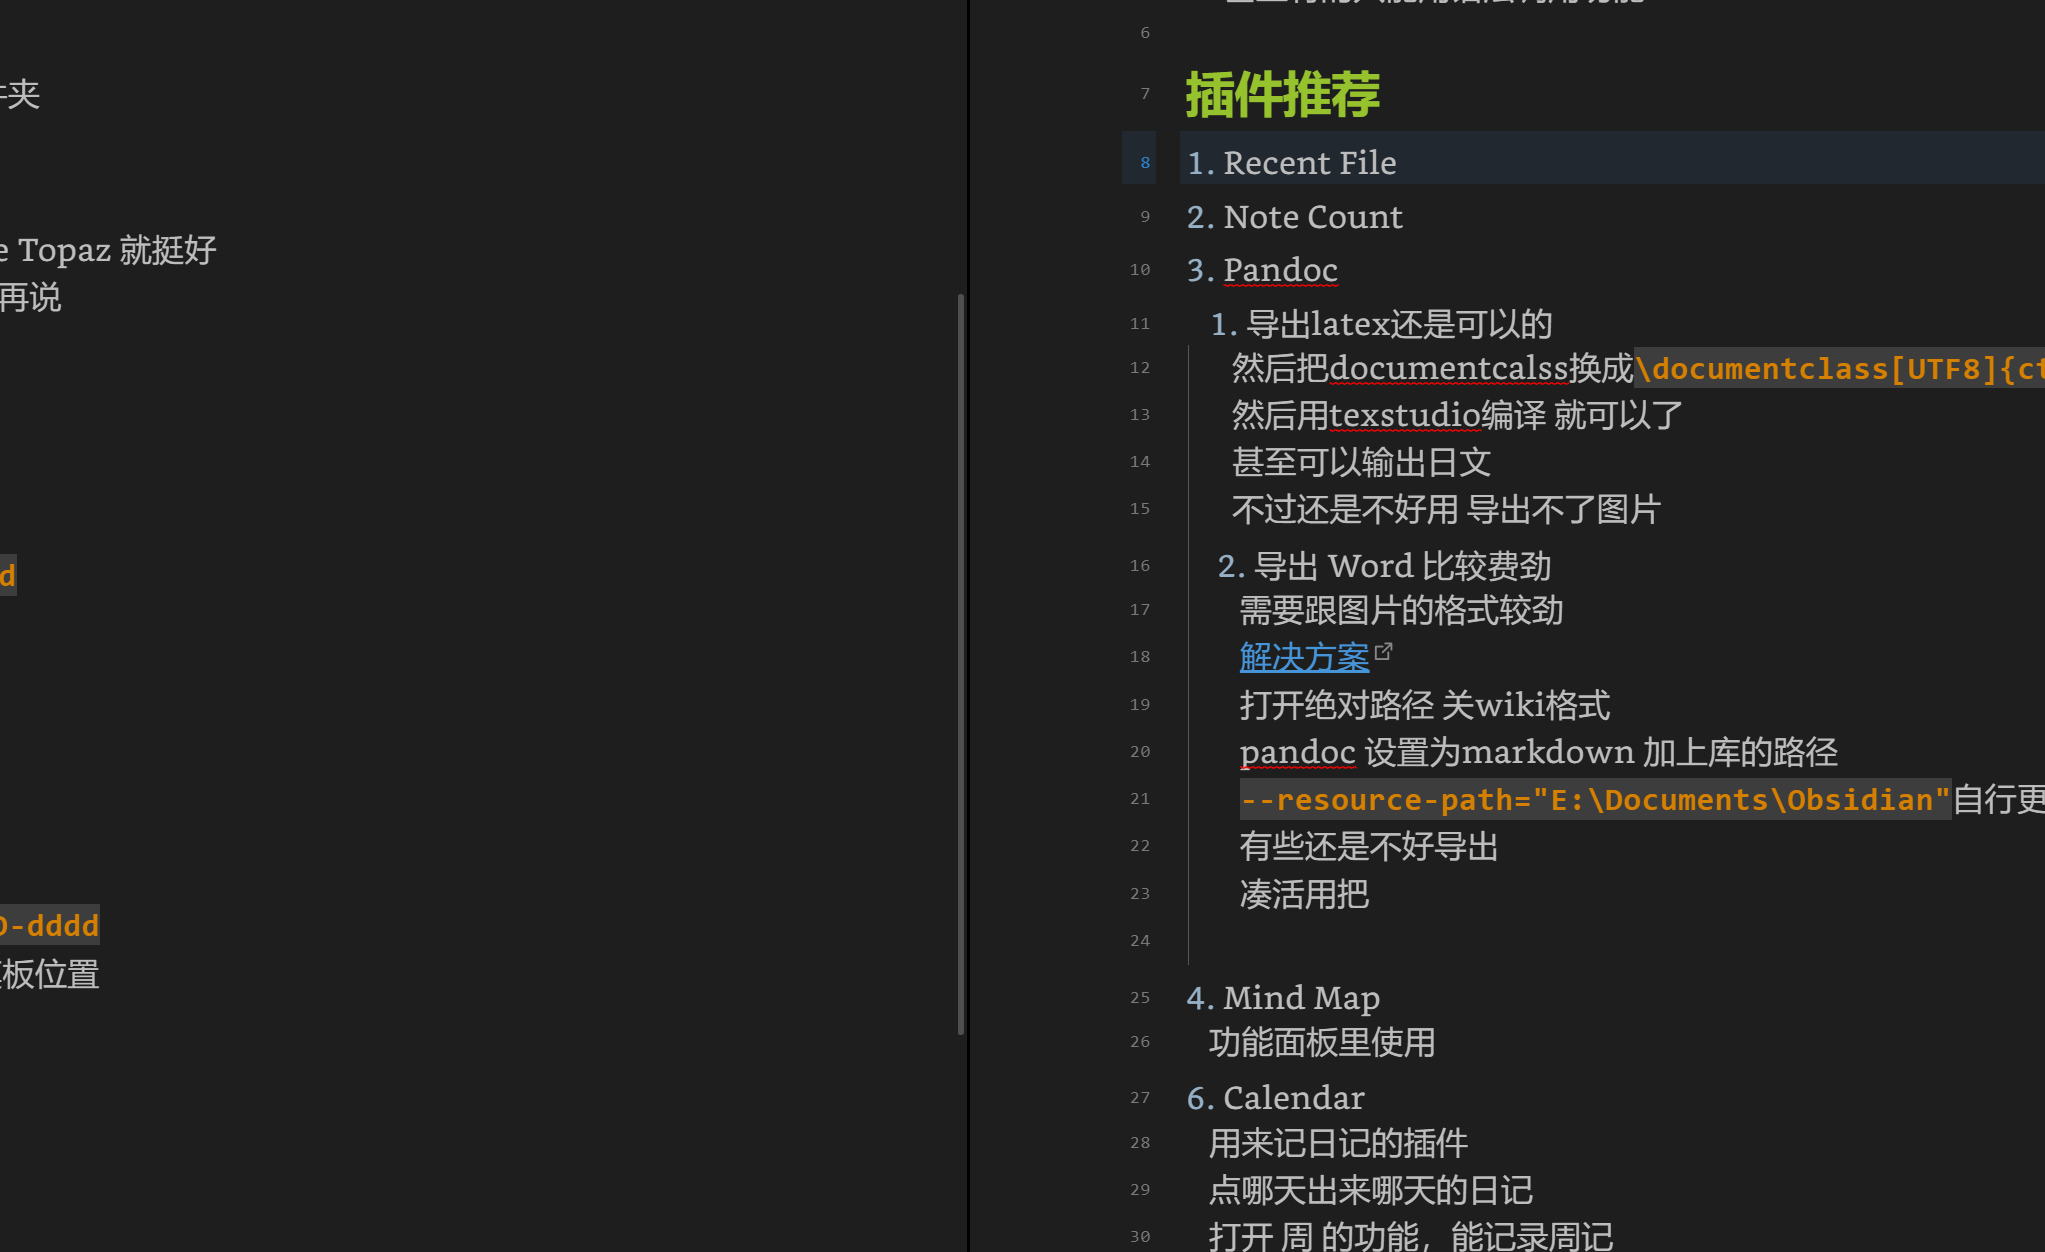 件夹
e Topaz 就挺好
再说
d
D-dddd
板位置
6
7 插件推荐
8 1. Recent File
9 2. Note Count
10 3. Pandoc
11 1. 导出latex还是可以的
12 然后把documentcalss换成\documentclass[UTF8]{ct
13 然后用texstudio编译 就可以了
14 甚至可以输出日文
15 不过还是不好用 导出不了图片
16 2. 导出 Word 比较费劲
17 需要跟图片的格式较劲
18 解决方案
19 打开绝对路径 关wiki格式
20 pandoc 设置为markdown 加上库的路径
21 --resource-path="E:\Documents\Obsidian"自行更
22 有些还是不好导出
23 凑活用把
24
25 4. Mind Map
26 功能面板里使用
27 6. Calendar
28 用来记日记的插件
29 点哪天出来哪天的日记
30 打开 周 的功能，能记录周记